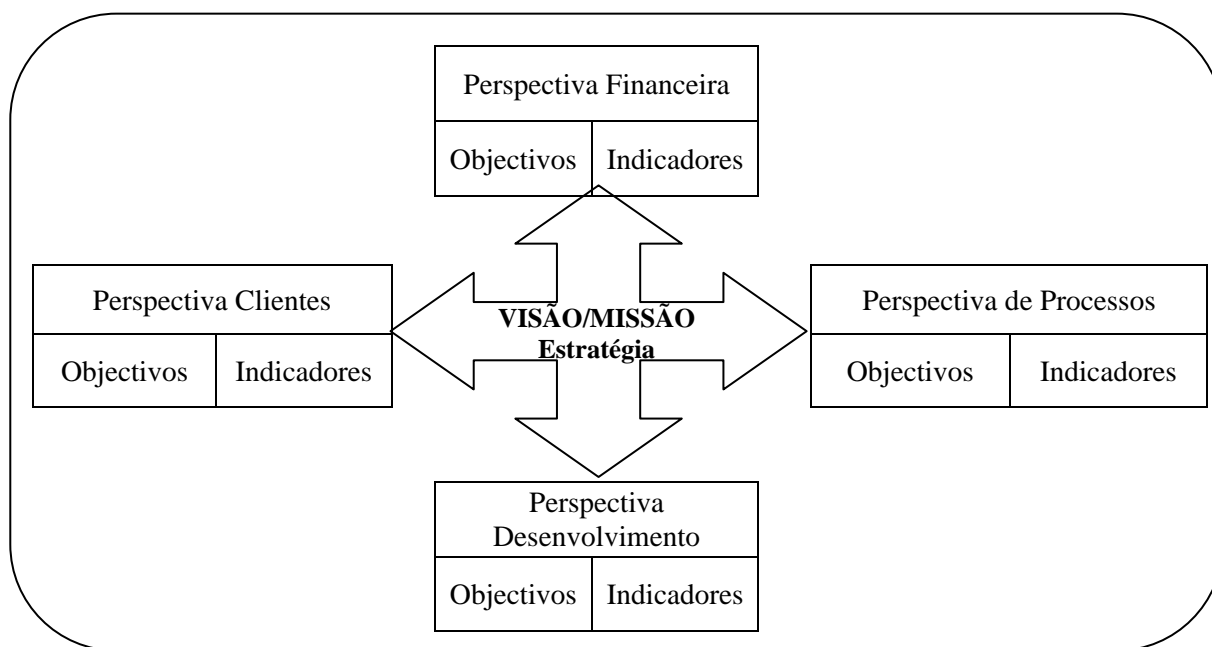 Perspectiva Financeira
Objectivos Indicadores
Perspectiva Clientes
Objectivos Indicadores
VISÃO/MISSÃO
Estratégia
Perspectiva de Processos
Objectivos Indicadores
Perspectiva
Desenvolvimento
Objectivos Indicadores